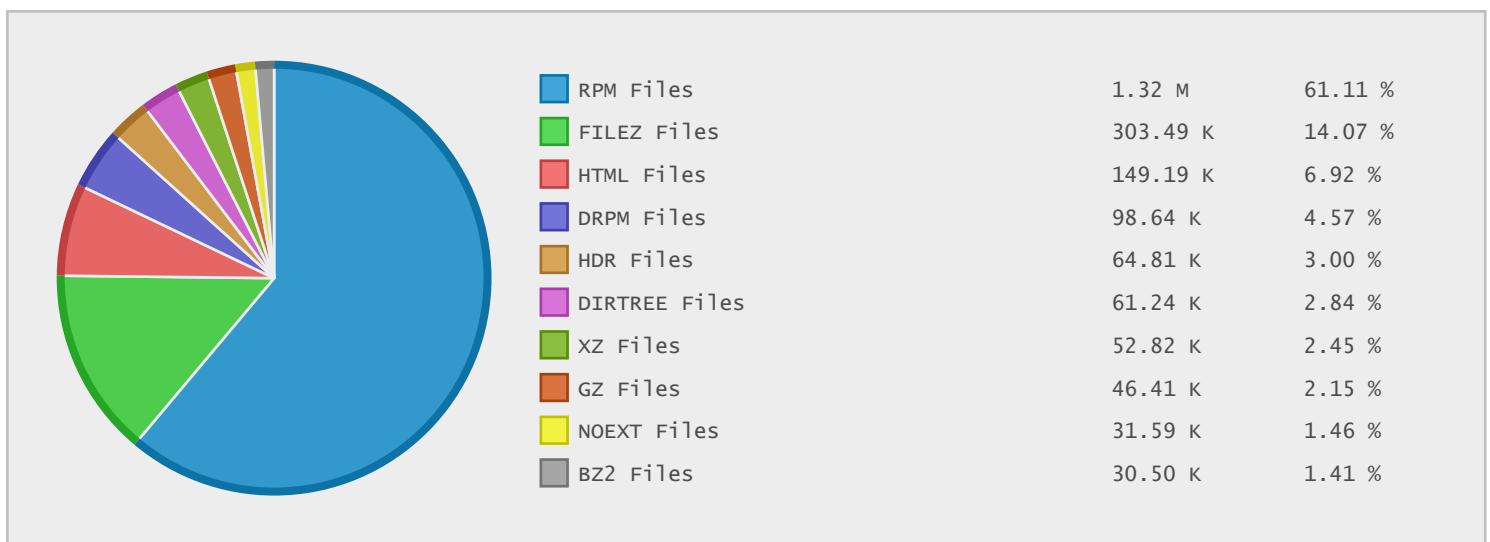 RPM Files 1.32 M 61.11 %
FILEZ Files 303.49 K 14.07 %
HTML Files 149.19 K 6.92 %
DRPM Files 98.64 K 4.57 %
HDR Files 64.81 K 3.00 %
DIRTREE Files 61.24 K 2.84 %
XZ Files 52.82 K 2.45 %
GZ Files 46.41 K 2.15 %
NOEXT Files 31.59 K 1.46 %
BZ2 Files 30.50 K 1.41 %